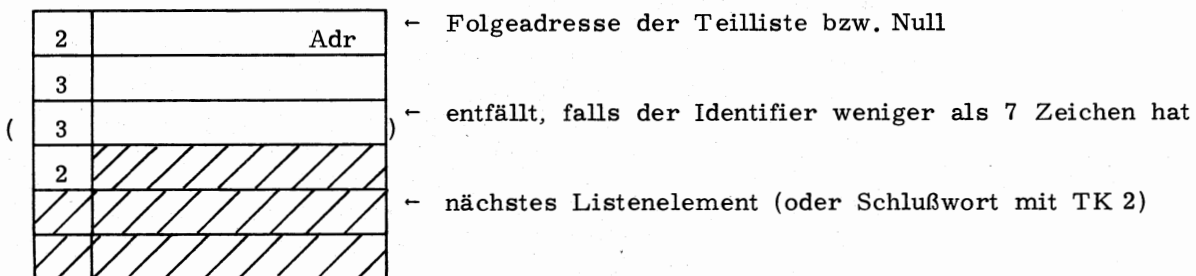 2 Adr ← Folgeadresse der Teilliste bzw. Null
3
( 3 ) ← entfällt, falls der Identifier weniger als 7 Zeichen hat
2
← nächstes Listenelement (oder Schlußwort mit TK 2)